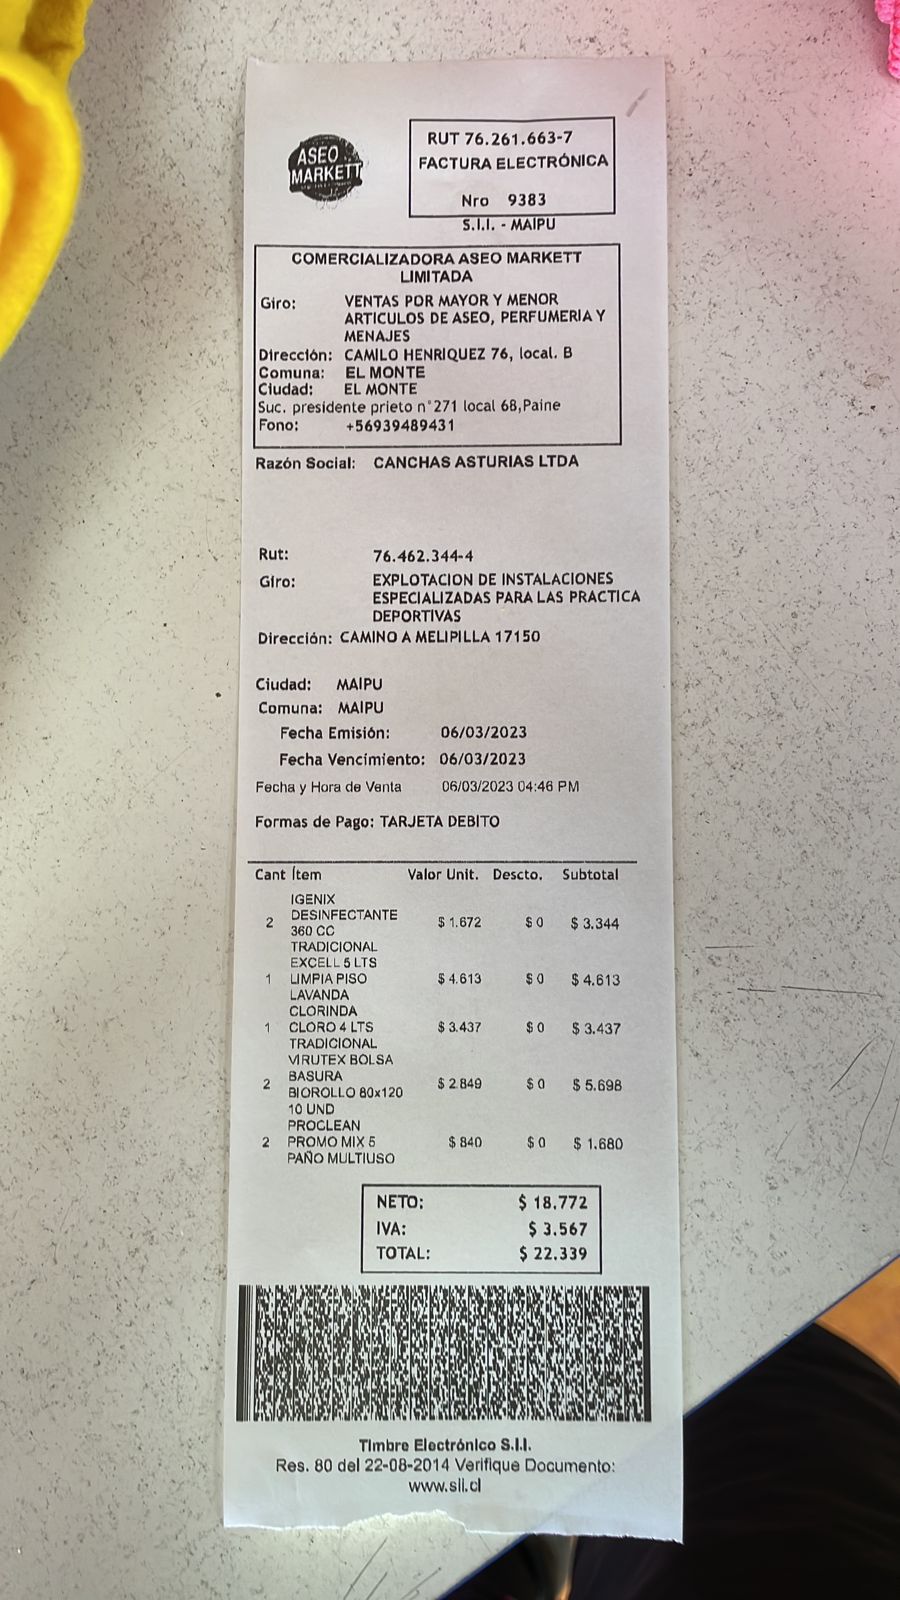 ASEO
MARKETT
RUT 76.261.663-7
FACTURA ELECTRÓNICA
Nro 9383
S.I.I. - MAIPU
COMERCIALIZADORA ASEO MARKETT
LIMITADA
Giro: VENTAS POR MAYOR Y MENOR
ARTICULOS DE ASEO, PERFUMERIA Y
MENAJES
Dirección: CAMILO HENRIQUEZ 76, local. B
Comuna: EL MONTE
Ciudad: EL MONTE
Suc. presidente prieto n°271 local 68,Paine
Fono: +56939489431
Razón Social: CANCHAS ASTURIAS LTDA
Rut: 76.462.344-4
Giro: EXPLOTACION DE INSTALACIONES
ESPECIALIZADAS PARA LAS PRACTICA
DEPORTIVAS
Dirección: CAMINO A MELIPILLA 17150
Ciudad: MAIPU
Comuna: MAIPU
Fecha Emisión: 06/03/2023
Fecha Vencimiento: 06/03/2023
Fecha y Hora de Venta 06/03/2023 04:46 PM
Formas de Pago: TARJETA DEBITO
Cant Ítem Valor Unit. Descto. Subtotal
IGENIX
DESINFECTANTE
2 360 CC $ 1.672 $ 0 $ 3.344
TRADICIONAL
EXCELL 5 LTS
1 LIMPIA PISO $ 4.613 $ 0 $ 4.613
LAVANDA
CLORINDA
1 CLORO 4 LTS $ 3.437 $ 0 $ 3.437
TRADICIONAL
VIRUTEX BOLSA
2 BASURA $ 2.849 $ 0 $ 5.698
BIOROLLO 80x120
10 UND
PROCLEAN
2 PROMO MIX 5 $ 840 $ 0 $ 1.680
PAÑO MULTIUSO
NETO: $ 18.772
IVA: $ 3.567
TOTAL: $ 22.339
Timbre Electrónico S.I.I.
Res. 80 del 22-08-2014 Verifique Documento:
www.sii.cl